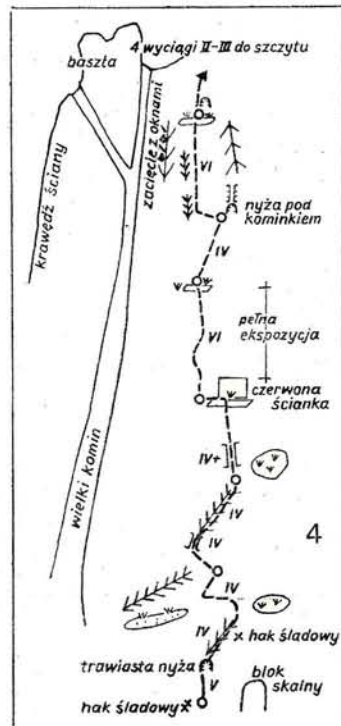 4 wyciągi II-III do szczytu
baszta
zacięcie z oknami
krawędź ściany
VI
nyża pod
kominkiem
IV
pełna
ekspozycja
VI
czerwona
ścianka
wielki komin
IV+
IV
4
IV
IV
IV
x hak śladowy
trawiasta nyża
V
blok
skalny
hak śladowy x